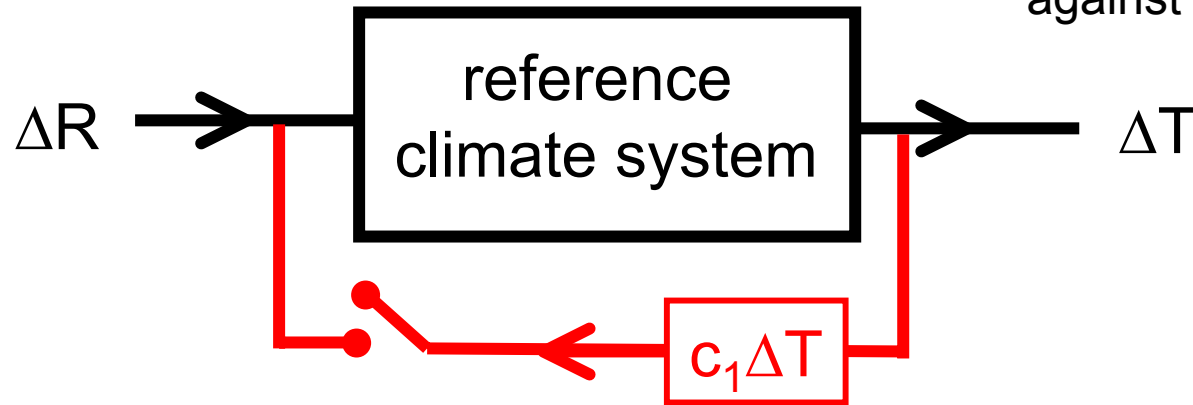 against
reference
climate system
ΔR
ΔT
c₁ΔT